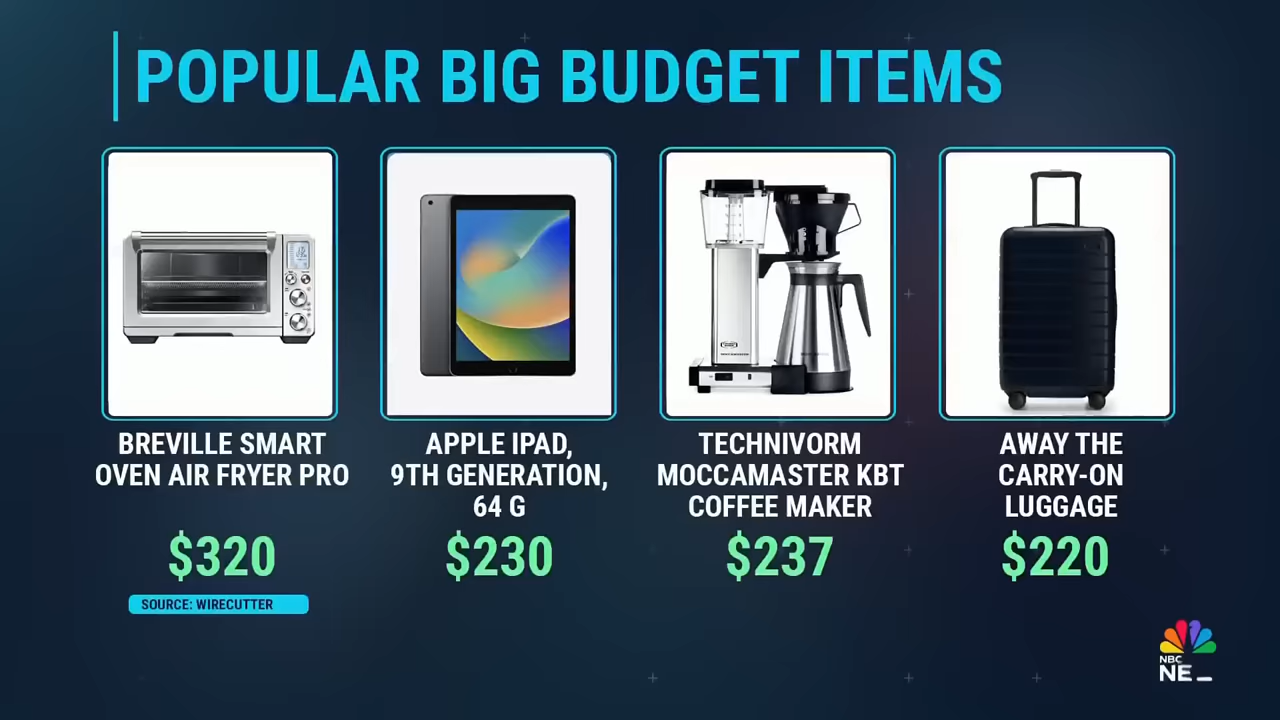 POPULAR BIG BUDGET ITEMS
BREVILLE SMART
OVEN AIR FRYER PRO
$320
APPLE IPAD,
9TH GENERATION,
64 G
$230
TECHNIVORM
MOCCAMASTER KBT
COFFEE MAKER
$237
AWAY THE
CARRY-ON
LUGGAGE
$220
SOURCE: WIRECUTTER
NBC
NE_